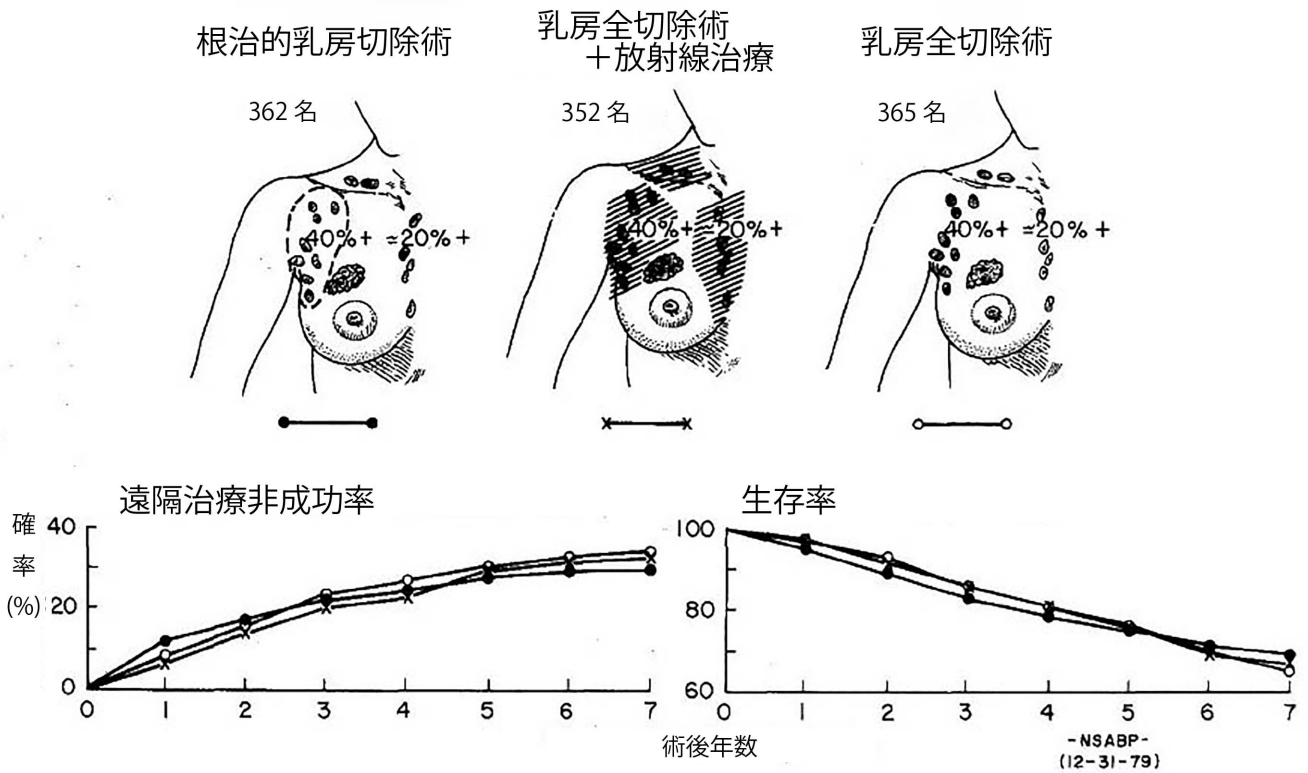 根治的乳房切除術
乳房全切除術
＋放射線治療
乳房全切除術
362 名
352 名
365 名
40%+ ≃20%+
40%+ ≃20%+
40%+ ≃20%+
遠隔治療非成功率
生存率
確
率
(%)
40
20
0
0 1 2 3 4 5 6 7
100
80
60
0 1 2 3 4 5 6 7
術後年数
-NSABP-
(12-31-79)